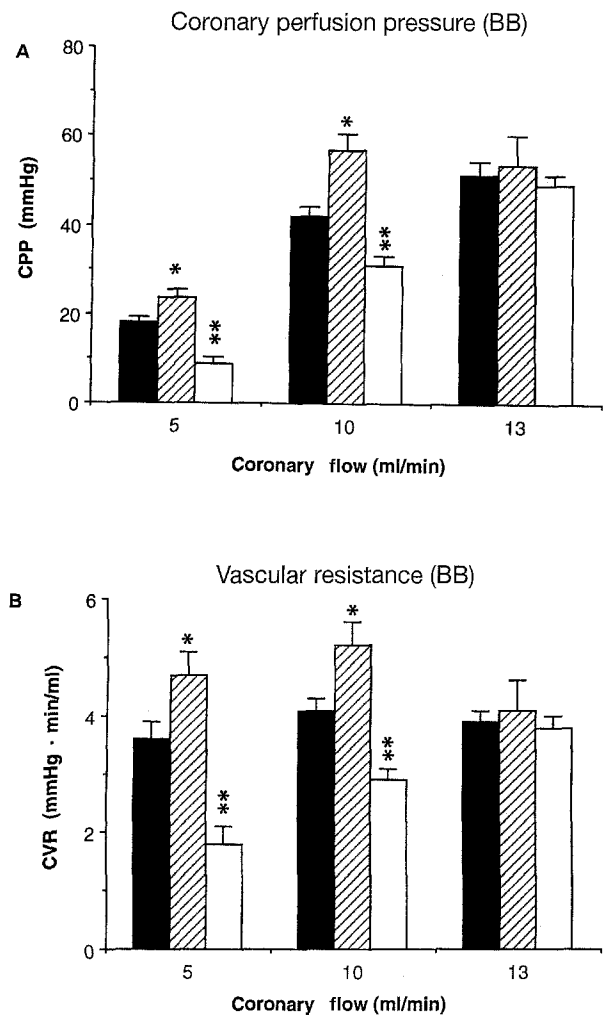 Coronary perfusion pressure (BB)
A
80
60
40
20
0
CPP (mmHg)
*
**
*
**
5
10
13
Coronary flow (ml/min)
Vascular resistance (BB)
B
6
4
2
0
CVR (mmHg · min/ml)
*
**
*
**
5
10
13
Coronary flow (ml/min)